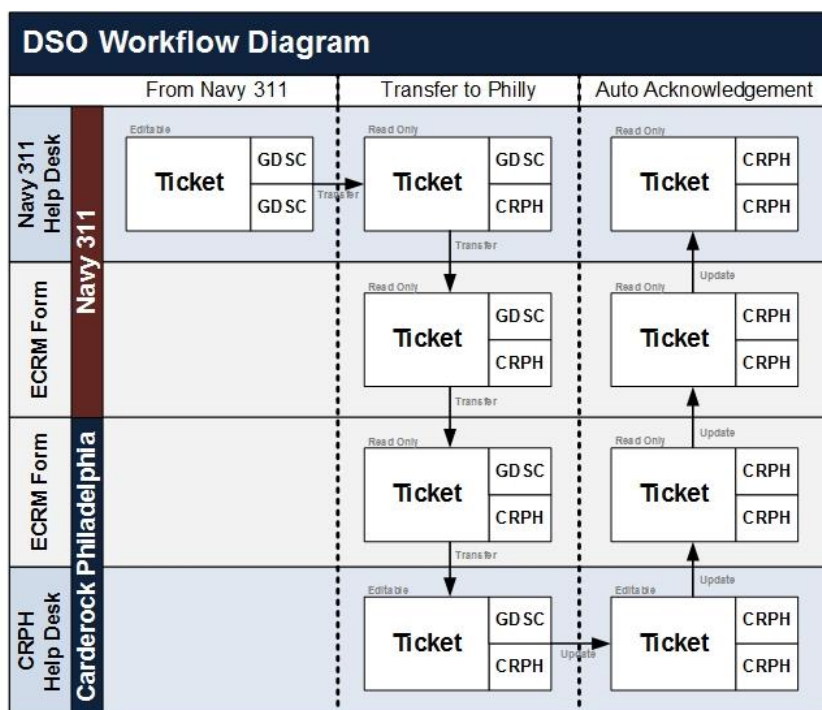 DSO Workflow Diagram
From Navy 311
Transfer to Philly
Auto Acknowledgement
Navy 311
Help Desk
Navy 311
Editable
Ticket
GDSC
GDSC
Transfer
Read Only
Ticket
GDSC
CRPH
Transfer
Read Only
Ticket
CRPH
CRPH
Update
ECRM Form
Read Only
Ticket
GDSC
CRPH
Transfer
Read Only
Ticket
CRPH
CRPH
Update
Carderock Philadelphia
ECRM Form
Read Only
Ticket
GDSC
CRPH
Transfer
Read Only
Ticket
CRPH
CRPH
Update
CRPH
Help Desk
Editable
Ticket
GDSC
CRPH
Update
Editable
Ticket
CRPH
CRPH